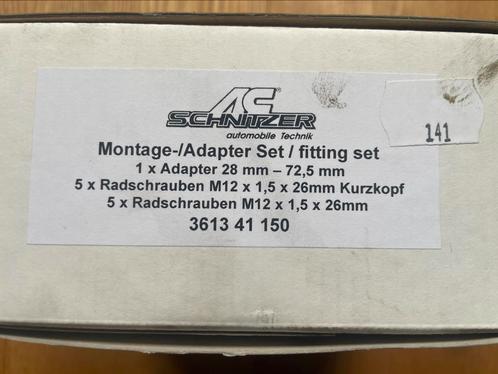 AC
SCHNITZER®
automobile Technik
Montage-/Adapter Set / fitting set
1 x Adapter 28 mm – 72,5 mm
5 x Radschrauben M12 x 1,5 x 26mm Kurzkopf
5 x Radschrauben M12 x 1,5 x 26mm
3613 41 150
141